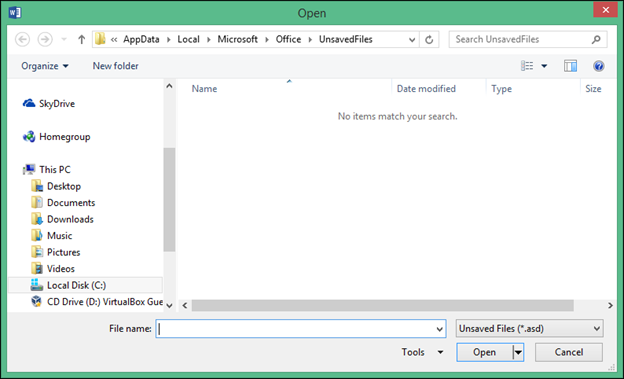 Open
« AppData ▸ Local ▸ Microsoft ▸ Office ▸ UnsavedFiles
Search UnsavedFiles
Organize
New folder
Name
Date modified
Type
Size
No items match your search.
SkyDrive
Homegroup
This PC
Desktop
Documents
Downloads
Music
Pictures
Videos
Local Disk (C:)
CD Drive (D:) VirtualBox Gue
File name:
Unsaved Files (*.asd)
Tools
Open
Cancel